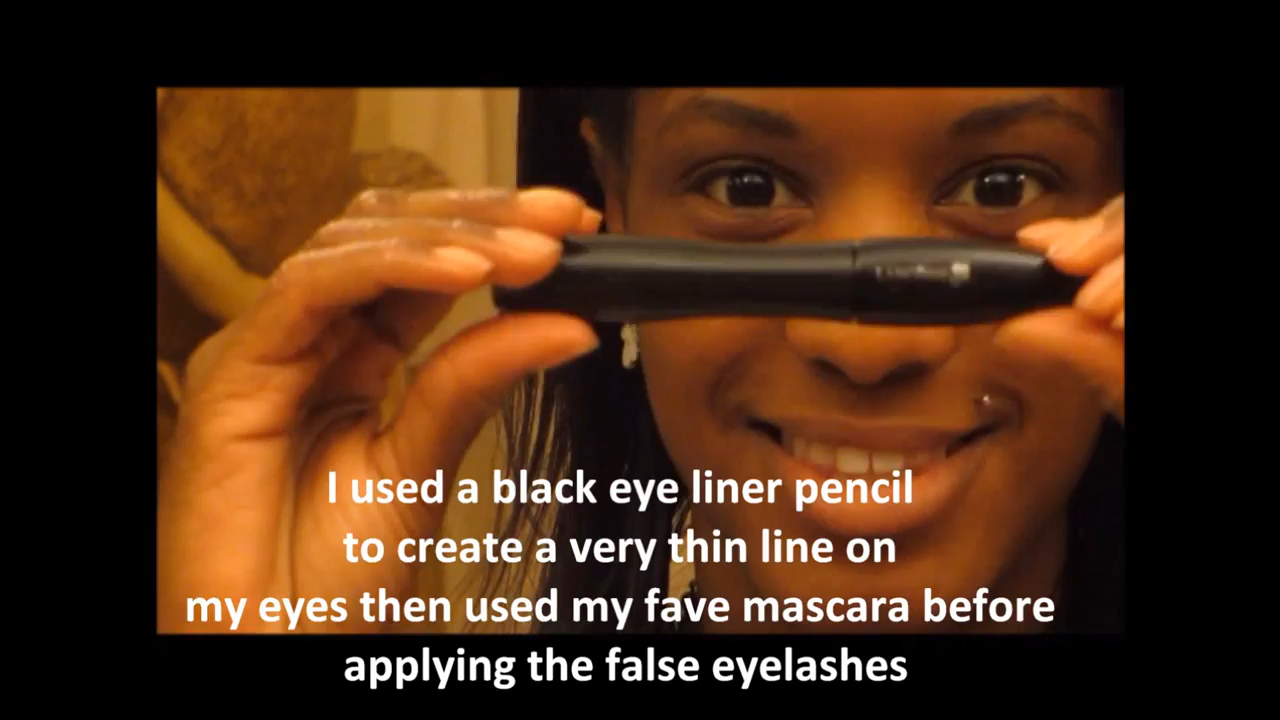 I used a black eye liner pencil
to create a very thin line on
my eyes then used my fave mascara before
applying the false eyelashes